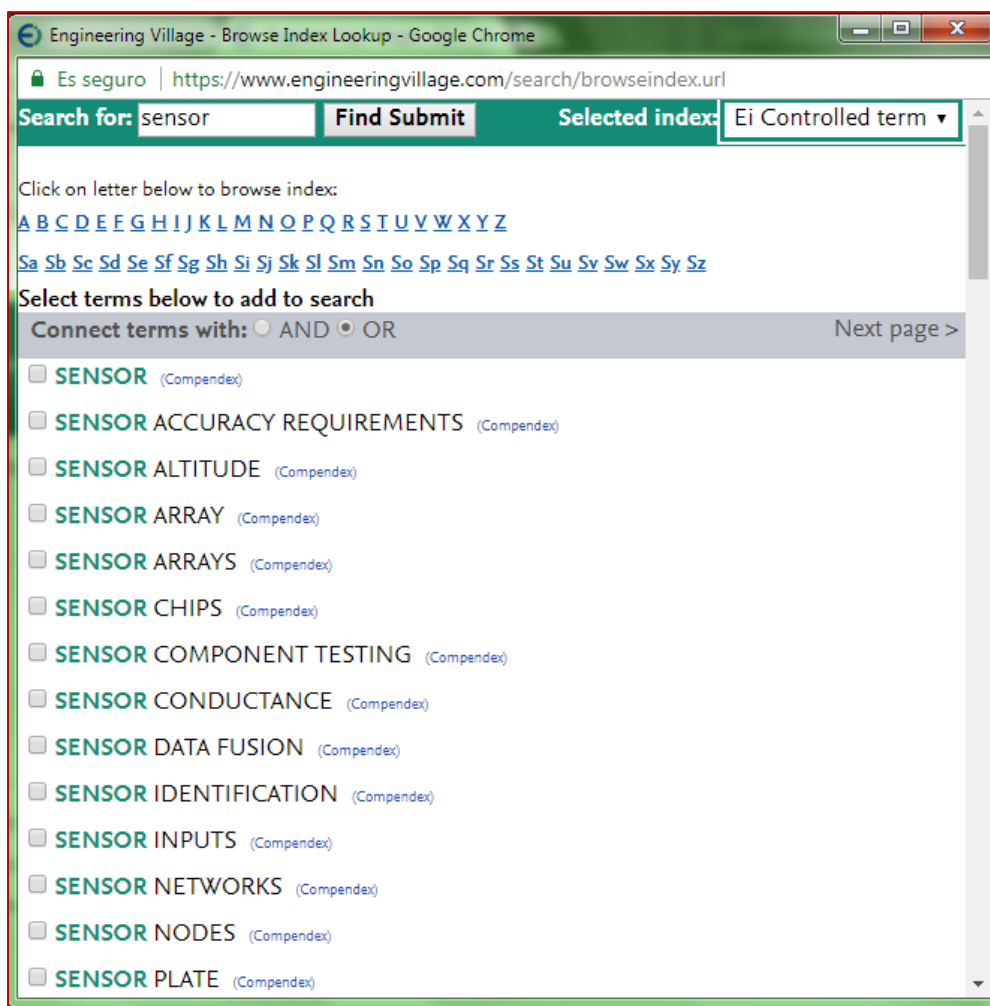 Engineering Village - Browse Index Lookup - Google Chrome
Es seguro | https://www.engineeringvillage.com/search/browseindex.url
Search for: sensor Find Submit Selected index: Ei Controlled term
Click on letter below to browse index:
A B C D E F G H I J K L M N O P Q R S T U V W X Y Z
Sa Sb Sc Sd Se Sf Sg Sh Si Sj Sk Sl Sm Sn So Sp Sq Sr Ss St Su Sv Sw Sx Sy Sz
Select terms below to add to search
Connect terms with: AND OR Next page >
SENSOR (Compendex)
SENSOR ACCURACY REQUIREMENTS (Compendex)
SENSOR ALTITUDE (Compendex)
SENSOR ARRAY (Compendex)
SENSOR ARRAYS (Compendex)
SENSOR CHIPS (Compendex)
SENSOR COMPONENT TESTING (Compendex)
SENSOR CONDUCTANCE (Compendex)
SENSOR DATA FUSION (Compendex)
SENSOR IDENTIFICATION (Compendex)
SENSOR INPUTS (Compendex)
SENSOR NETWORKS (Compendex)
SENSOR NODES (Compendex)
SENSOR PLATE (Compendex)